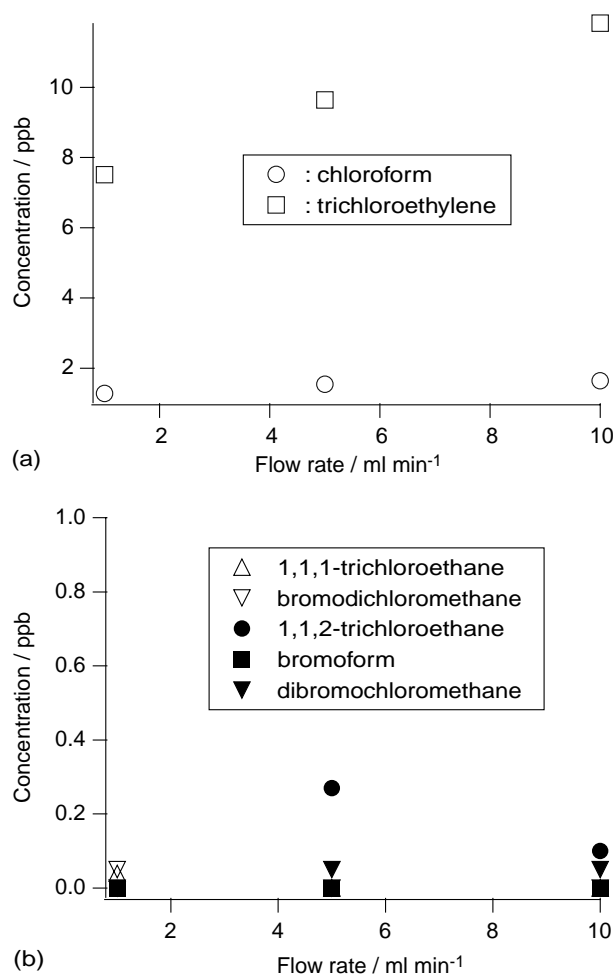 10
8
6
4
2
Concentration / ppb
○ : chloroform
□ : trichloroethylene
2 4 6 8 10
Flow rate / ml min⁻¹
(a)
1.0
0.8
0.6
0.4
0.2
0.0
Concentration / ppb
△ 1,1,1-trichloroethane
▽ bromodichloromethane
● 1,1,2-trichloroethane
■ bromoform
▼ dibromochloromethane
2 4 6 8 10
Flow rate / ml min⁻¹
(b)